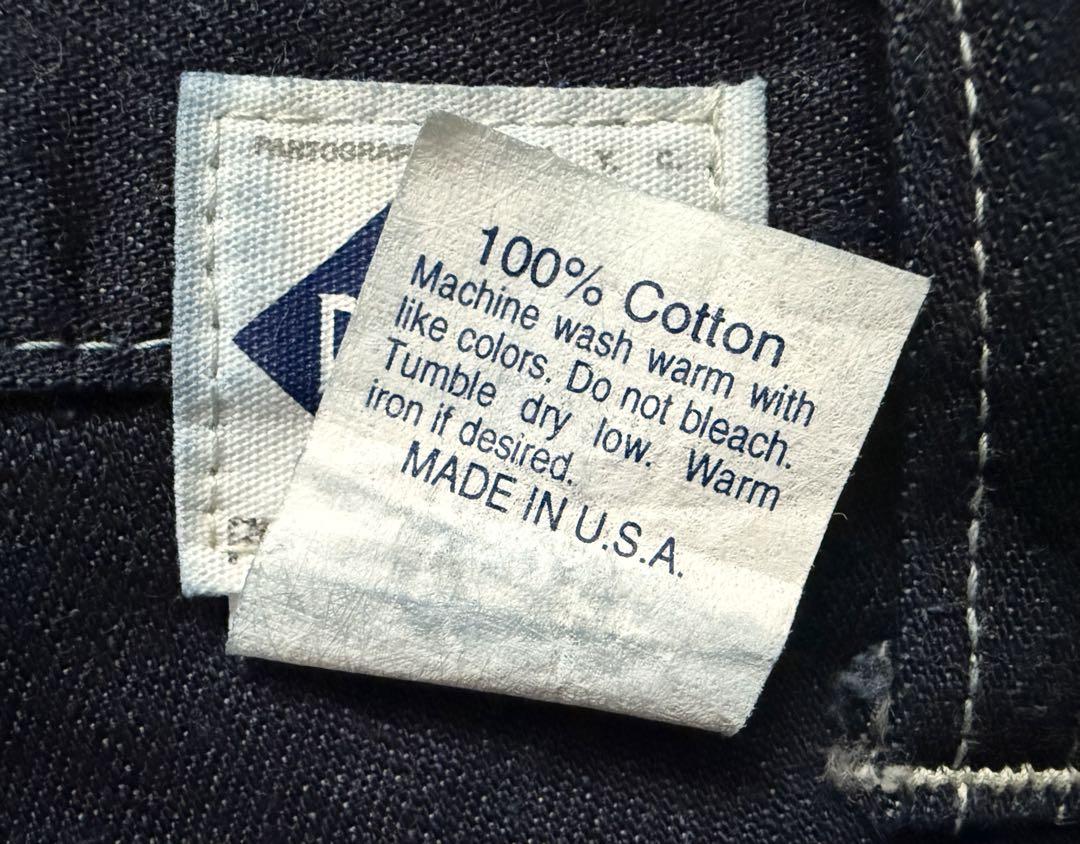 Y. C.
100% Cotton
Machine wash warm with
like colors. Do not bleach.
Tumble dry low. Warm
iron if desired.
MADE IN U.S.A.